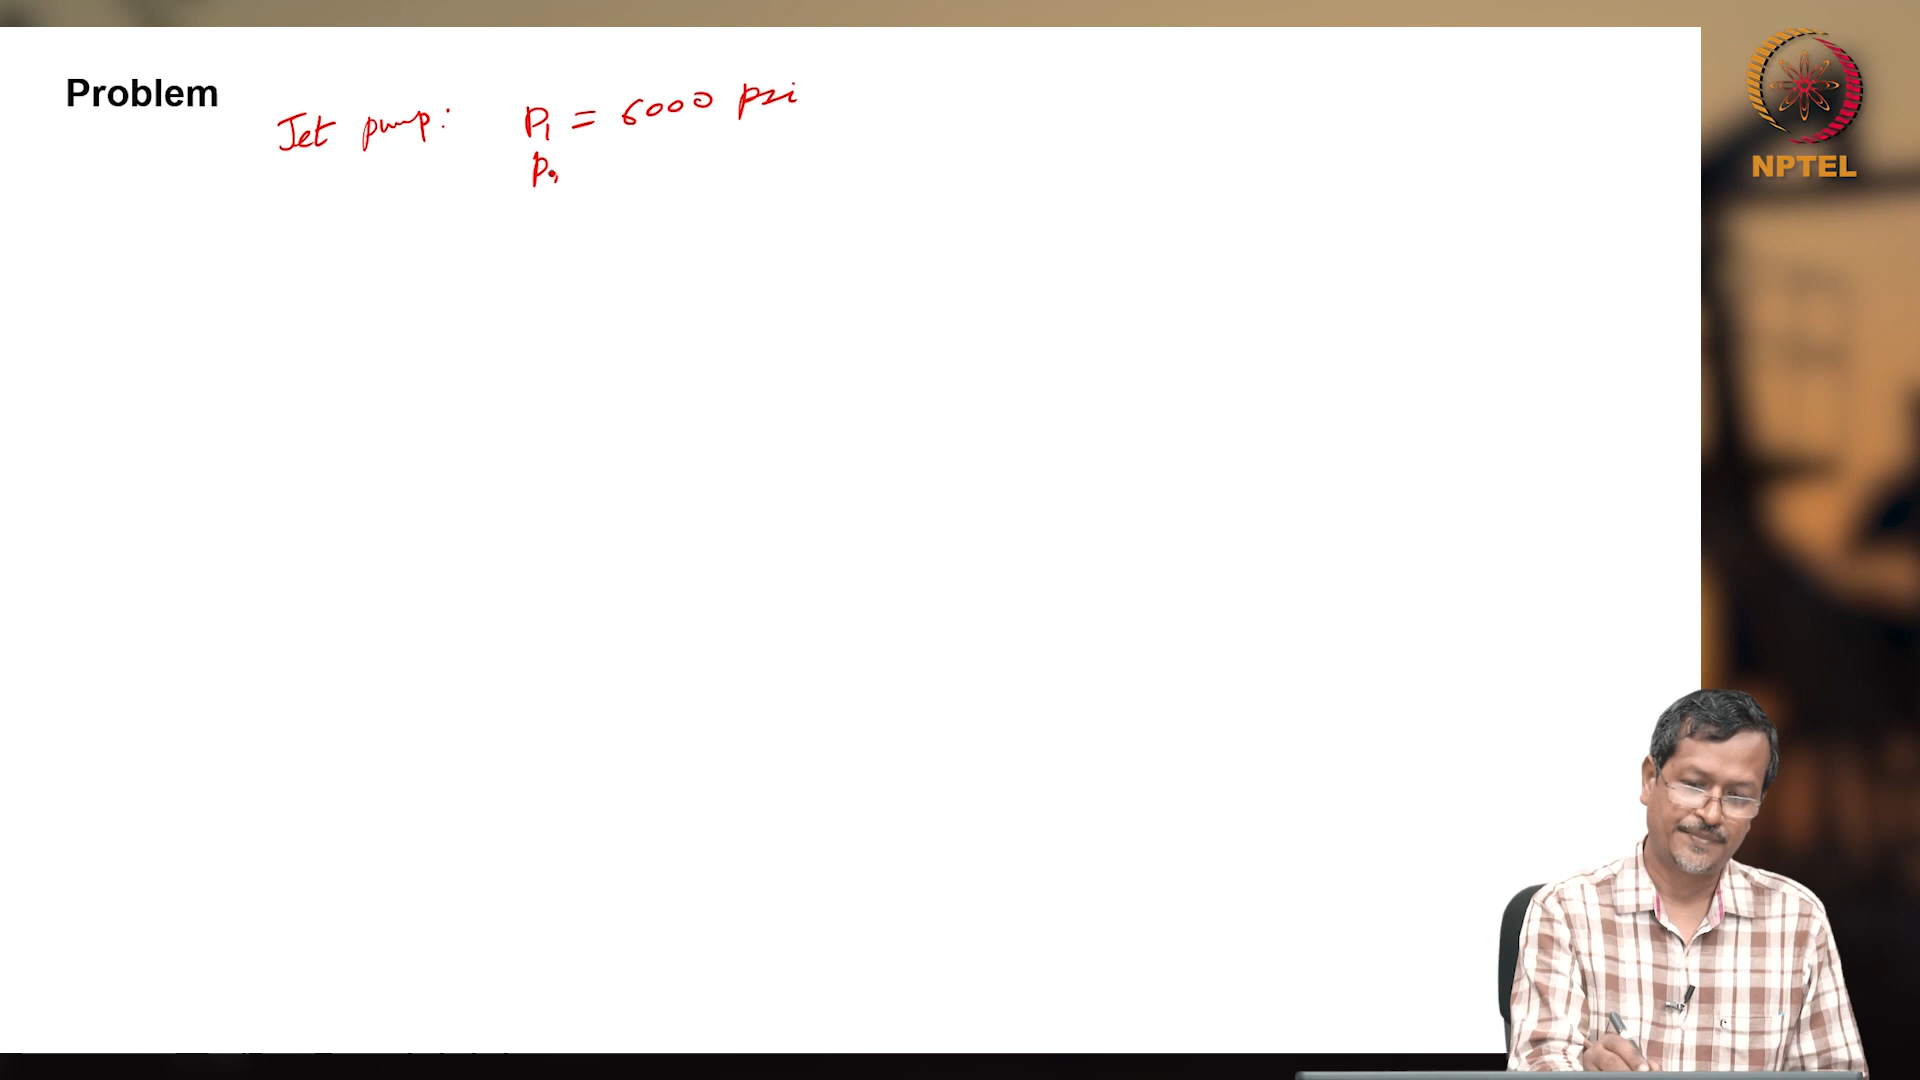 Problem
Jet pump: P₁ = 6000 psi
P
NPTEL